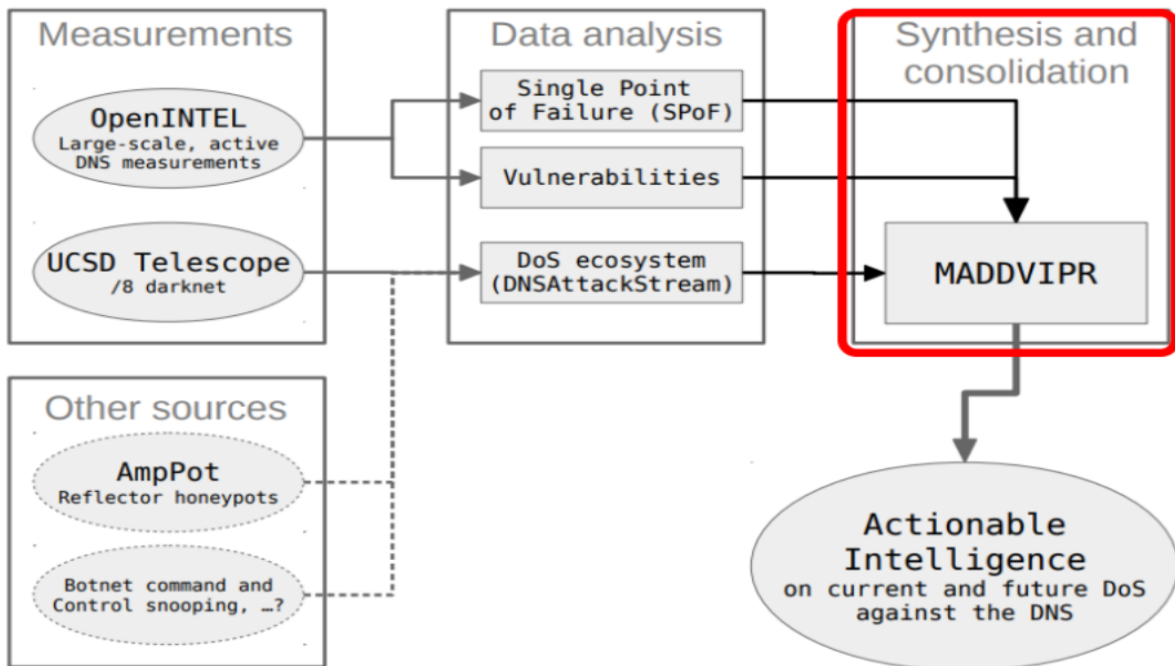 Measurements
OpenINTEL
Large-scale, active
DNS measurements
UCSD Telescope
/8 darknet
Other sources
AmpPot
Reflector honeypots
Botnet command and
Control snooping, …?
Data analysis
Single Point
of Failure (SPoF)
Vulnerabilities
DoS ecosystem
(DNSAttackStream)
Synthesis and
consolidation
MADDVIPR
Actionable
Intelligence
on current and future DoS
against the DNS